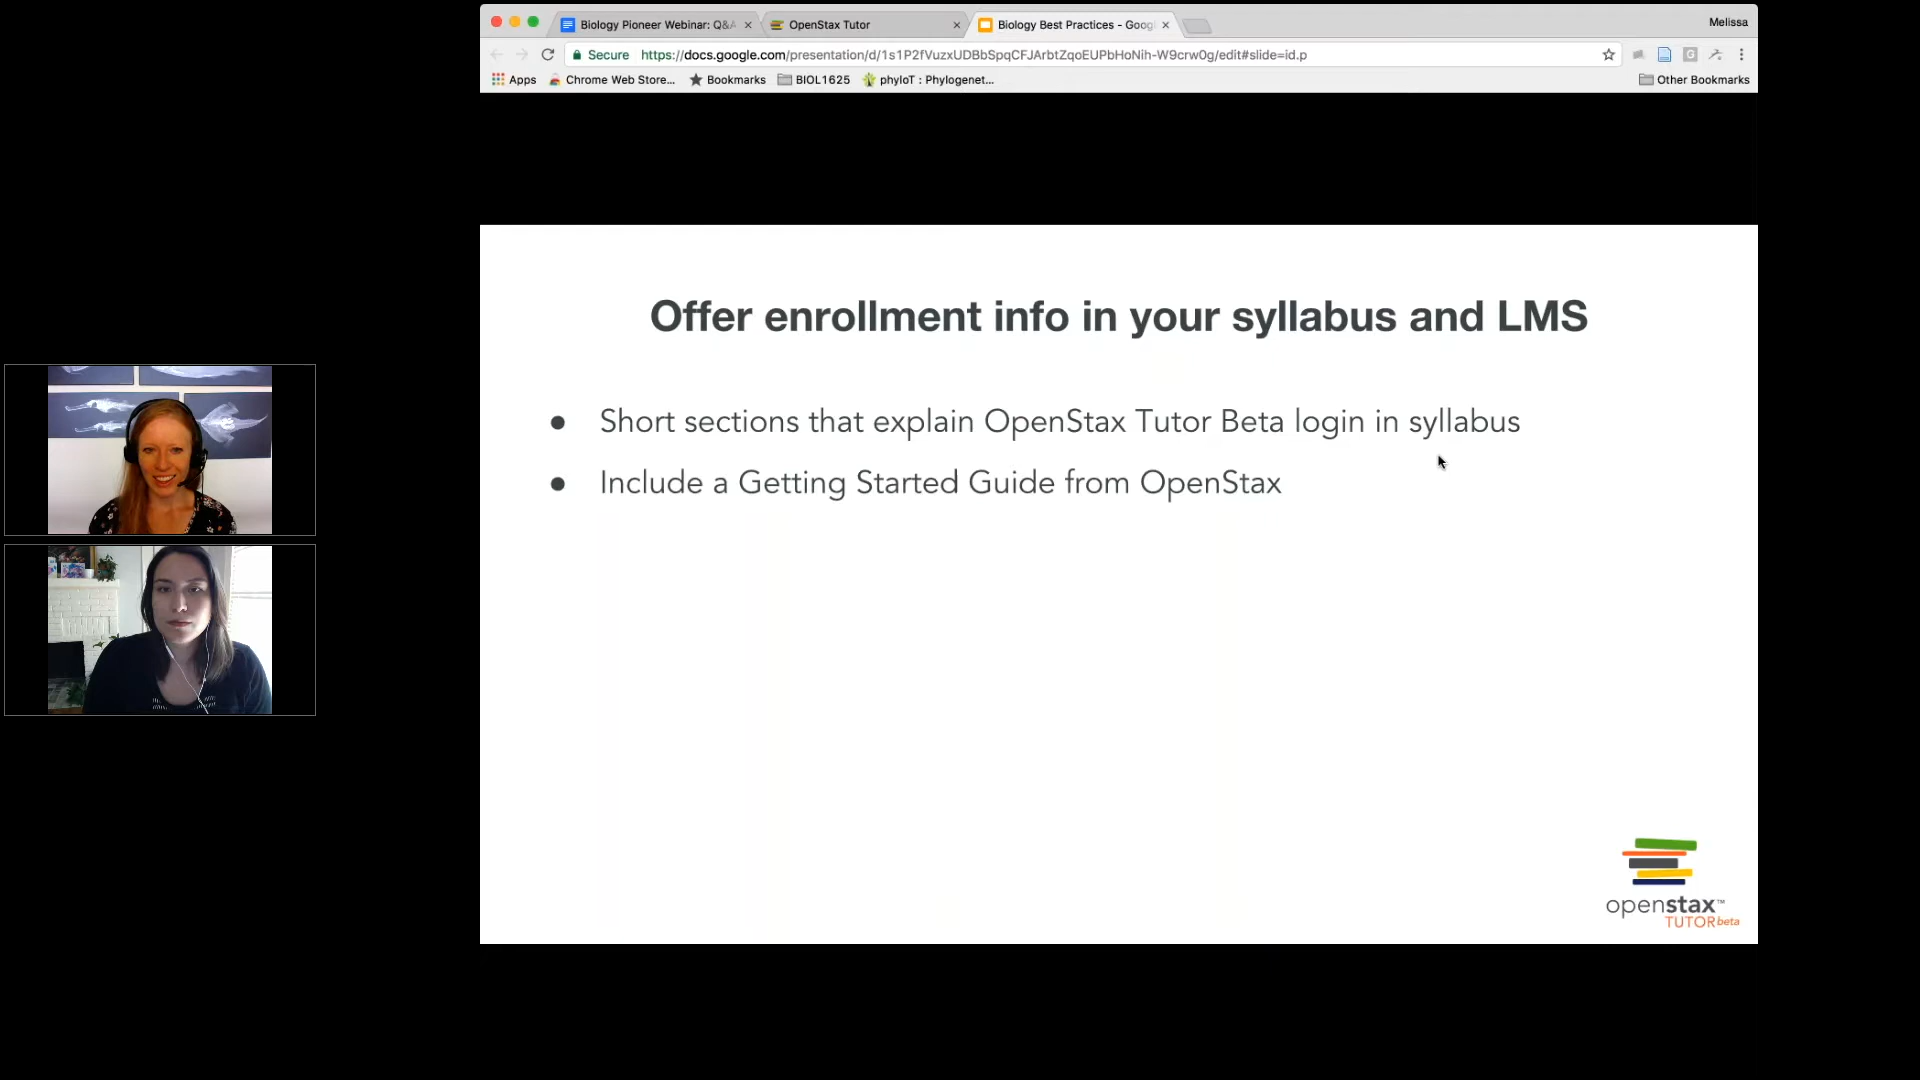 Biology Pioneer Webinar: Q&A
OpenStax Tutor
Biology Best Practices - Goog
Melissa
Secure
https://docs.google.com/presentation/d/1s1P2fVuzxUDBbSpqCFJArbtZqoEUPbHoNih-W9crw0g/edit#slide=id.p
Apps
Chrome Web Store...
Bookmarks
BIOL1625
phyloT : Phylogenet...
Other Bookmarks
Offer enrollment info in your syllabus and LMS
● Short sections that explain OpenStax Tutor Beta login in syllabus
● Include a Getting Started Guide from OpenStax
openstax™
TUTOR beta